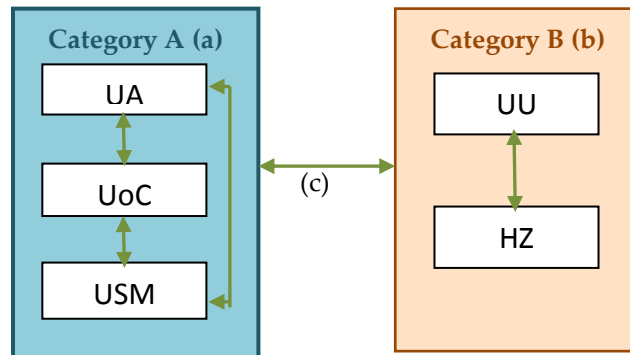 Category A (a)
UA
UoC
USM
(c)
Category B (b)
UU
HZ